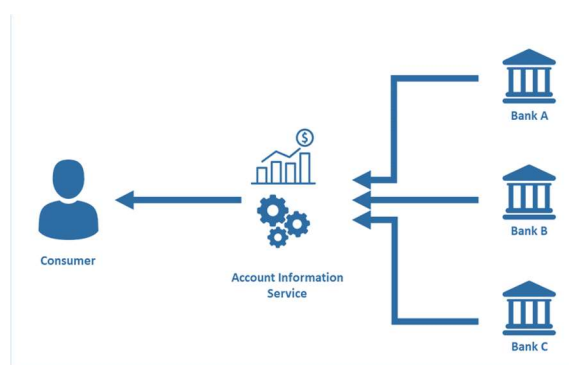 $
Bank A
Bank B
Consumer
Account Information
Service
Bank C